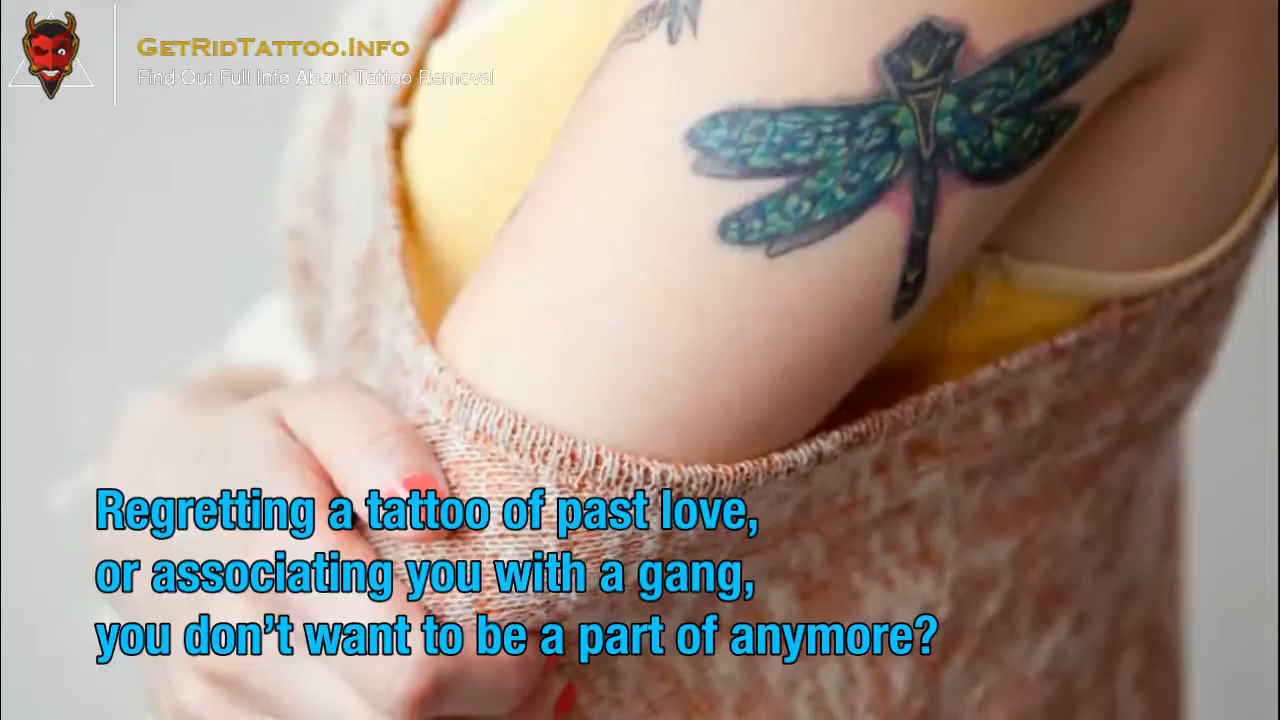 GetRidTattoo.Info
Find Out Full Info About Tattoo Removal
Regretting a tattoo of past love,
or associating you with a gang,
you don't want to be a part of anymore?